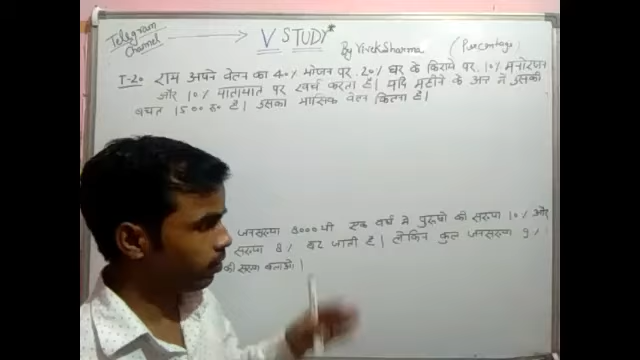 Telegram Channel
V STUDY
By Vivek Sharma
(Percentage)
T-20 राम अपने वेतन का 40% भोजन पर, 20% घर के किराये पर, 10% मनोरंजन
और 10% यातायात पर खर्च करता है। यदि महीने के अन्त में उसकी
बचत 1500 रु है। उसका मासिक वेतन कितना है।
जनसंख्या 8000 थी एक वर्ष में पुरुषों की संख्या 10% और
संख्या 8% बढ़ जाती है। लेकिन कुल जनसंख्या 9%
की संख्या बताओ।